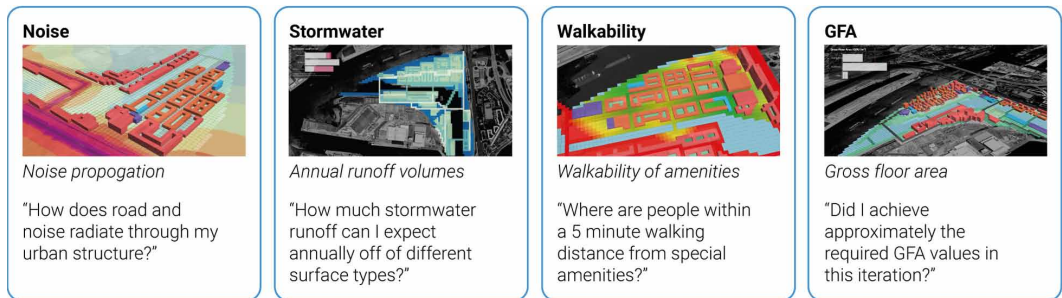 Noise
Noise propogation
"How does road and
noise radiate through my
urban structure?"
Stormwater
Annual runoff volumes
"How much stormwater
runoff can I expect
annually off of different
surface types?"
Walkability
Walkability of amenities
"Where are people within
a 5 minute walking
distance from special
amenities?"
GFA
Gross floor area
"Did I achieve
approximately the
required GFA values in
this iteration?"